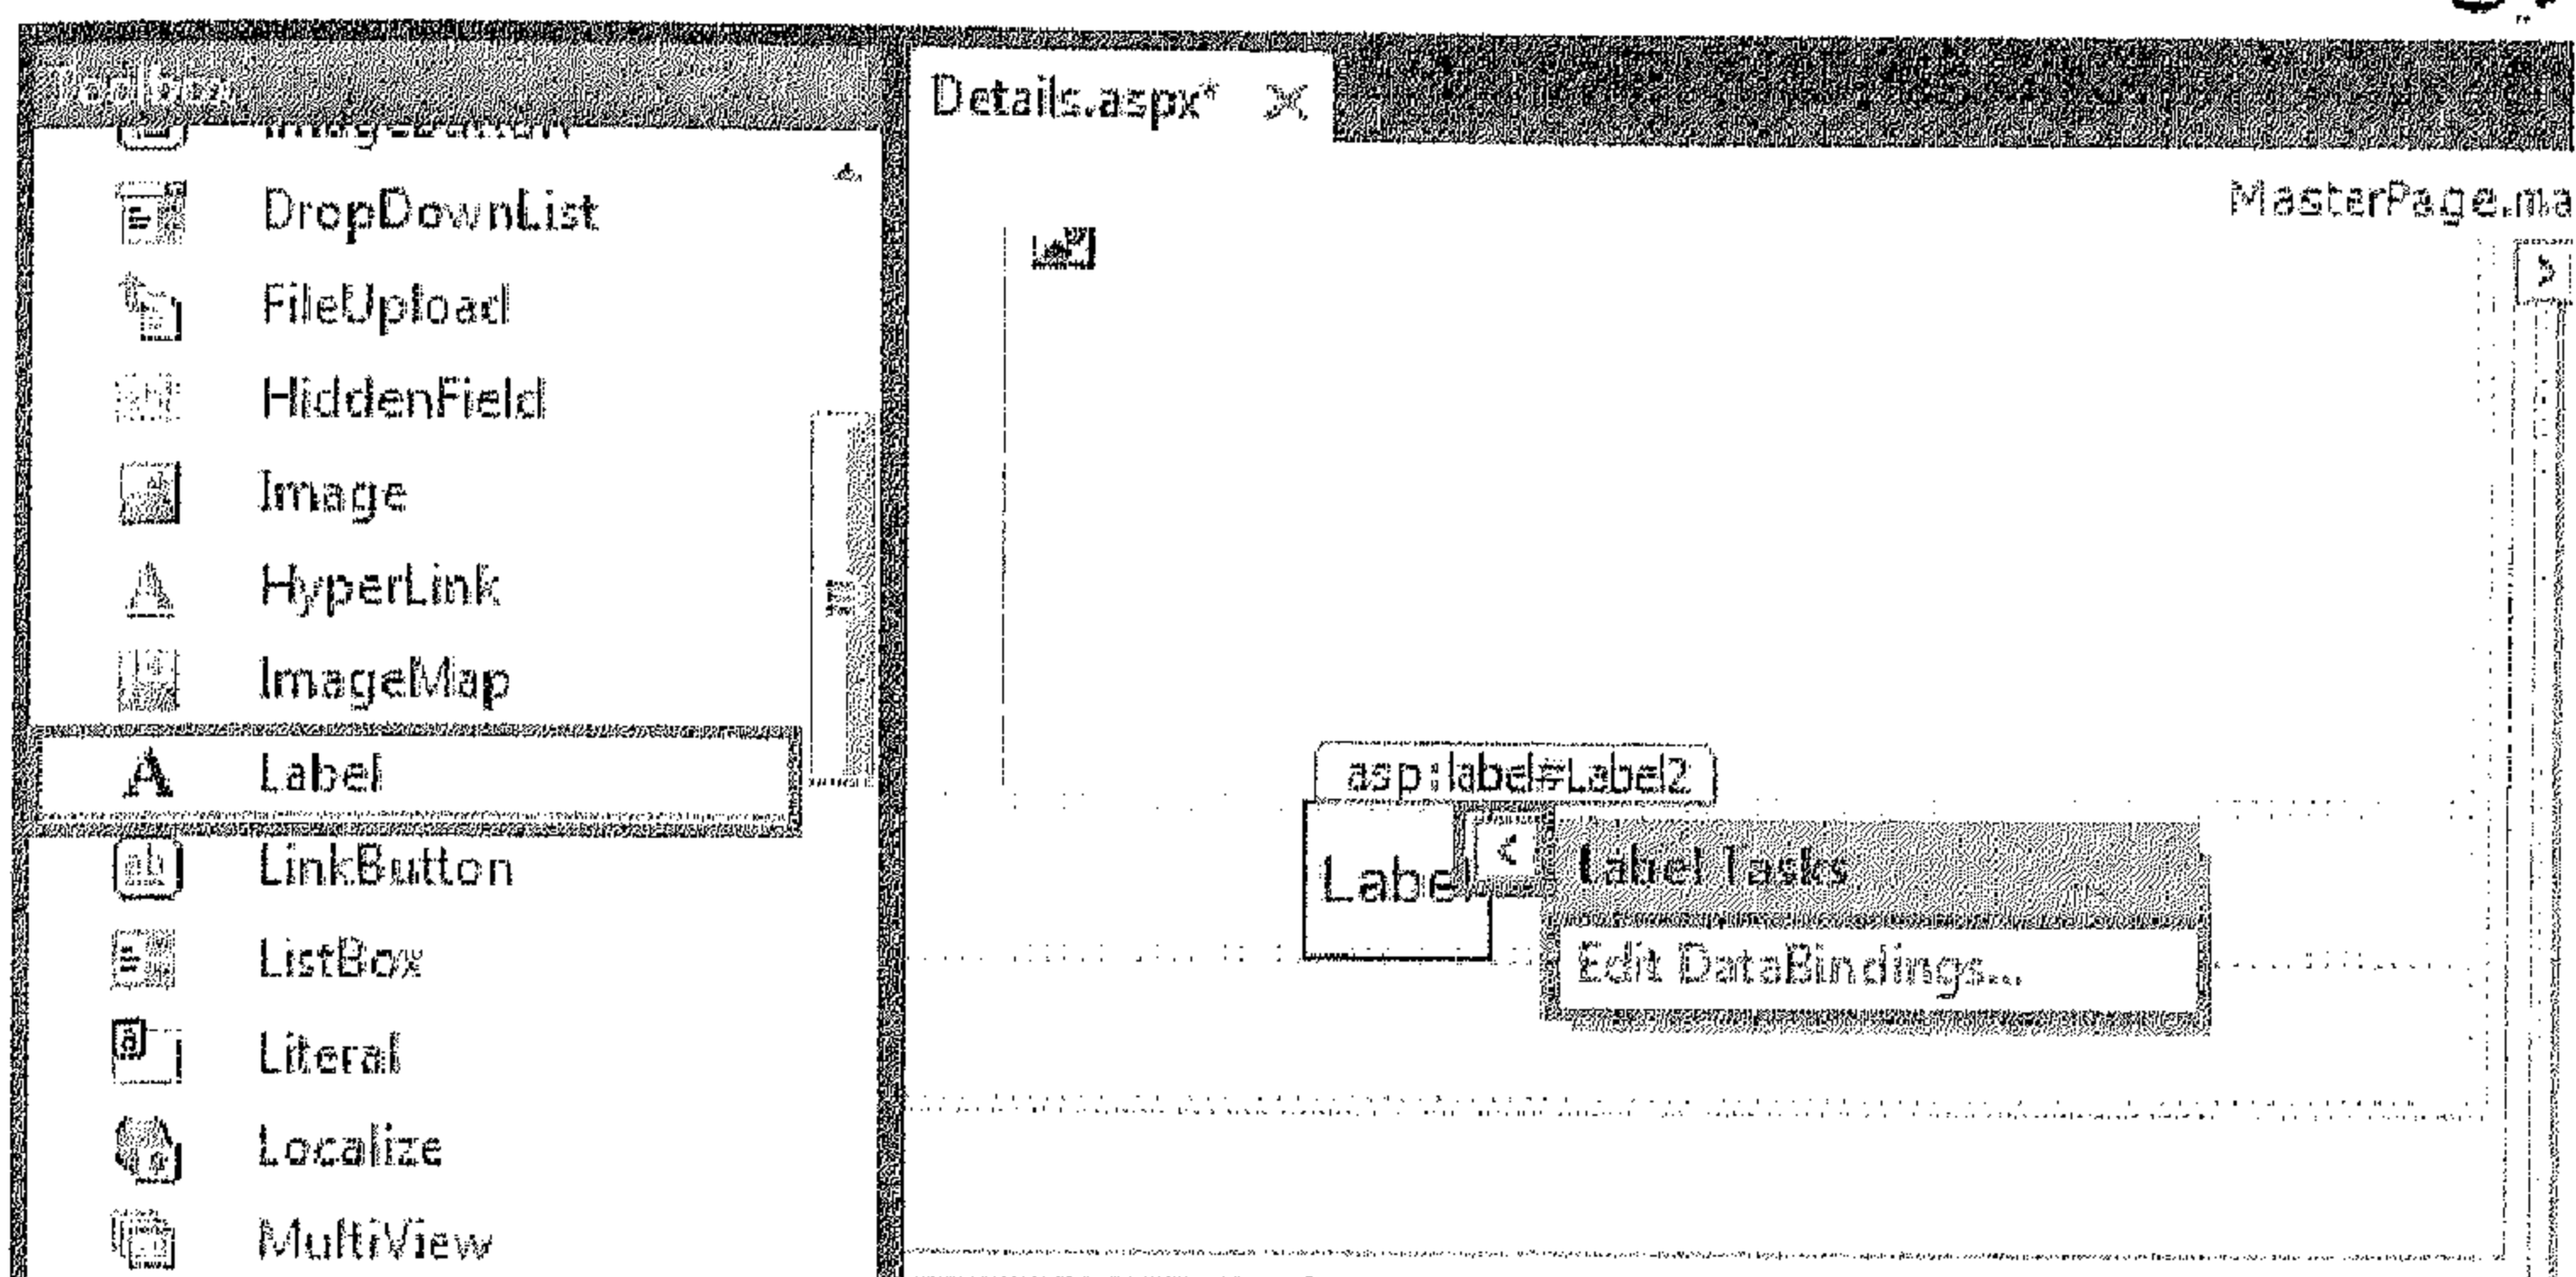 Toolbox
Details.aspx* X
ImageButton
MasterPage.ma
DropDownList
FileUpload
HiddenField
Image
HyperLink
ImageMap
Label
asp:label#Label2
Label
Label Tasks
Edit DataBindings...
LinkButton
ListBox
Literal
Localize
MultiView